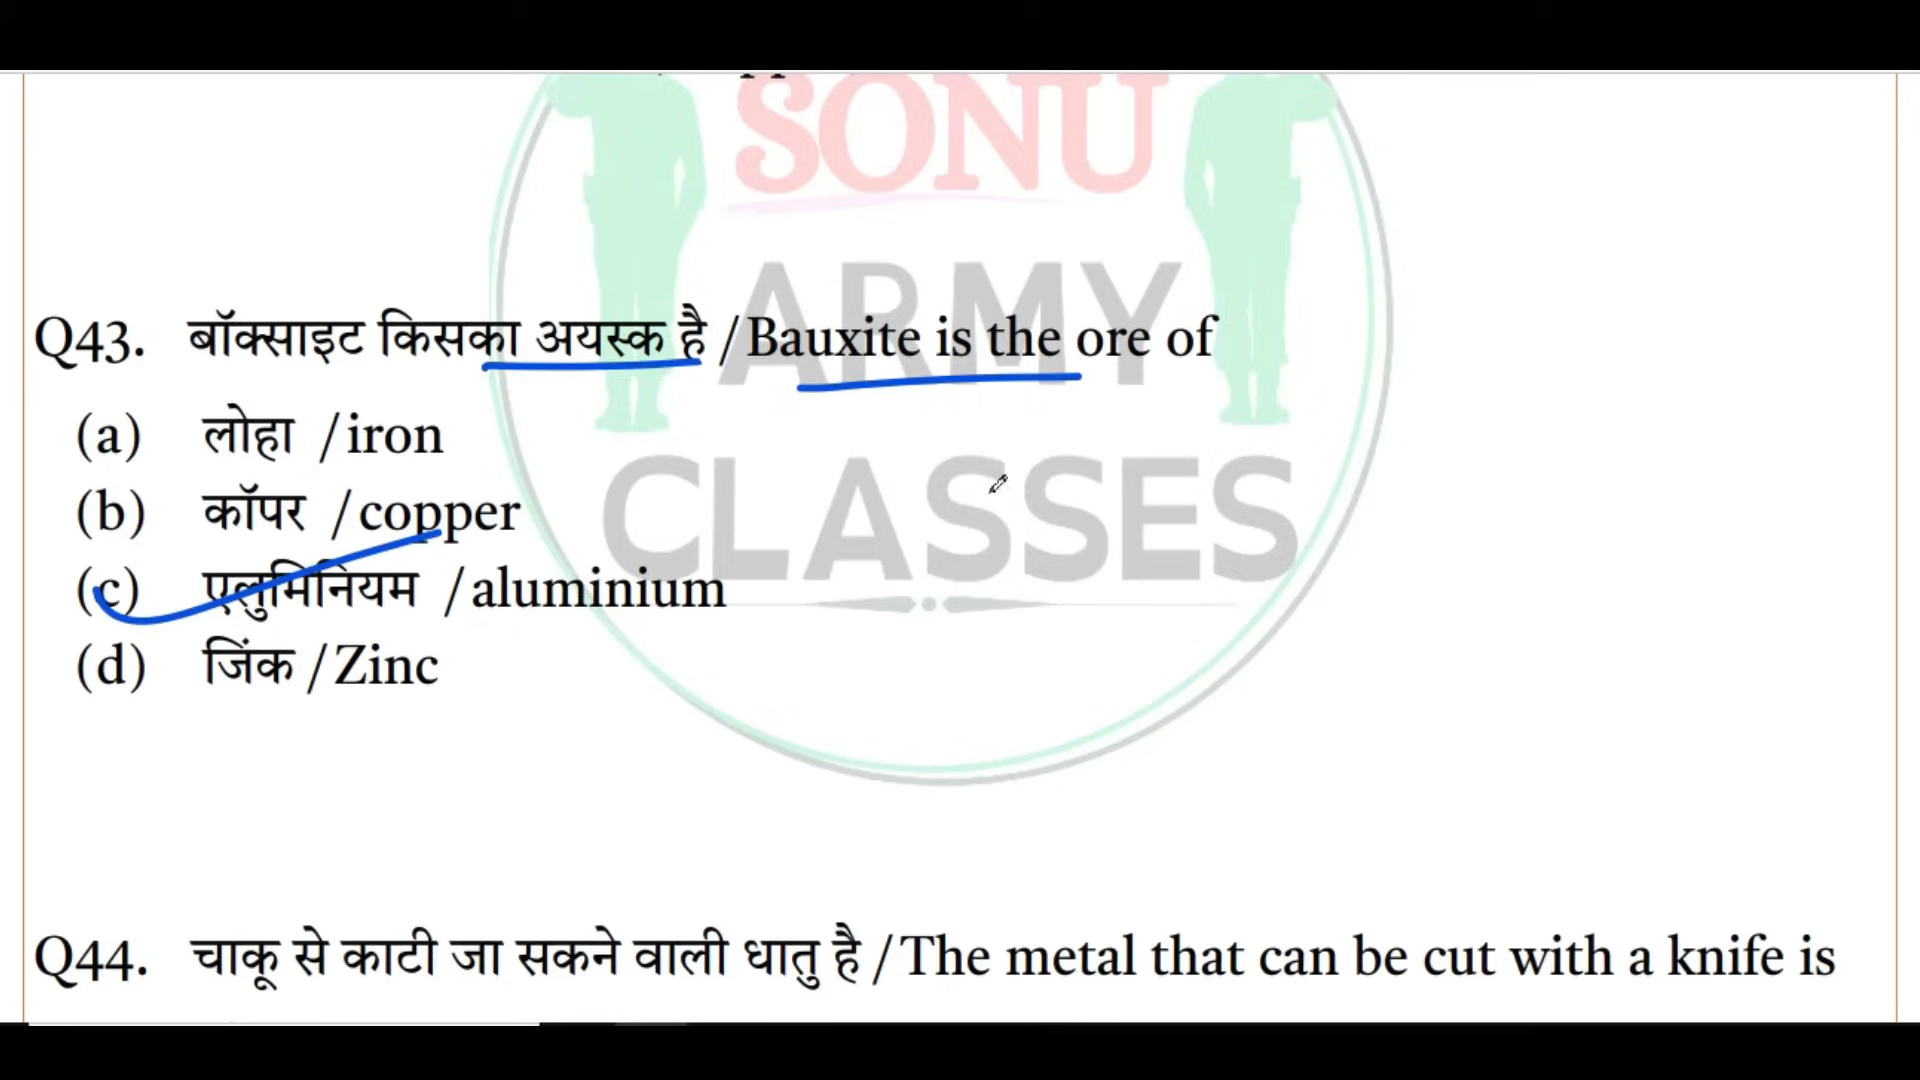 SONU
ARMY
CLASSES
Q43. बॉक्साइट किसका अयस्क है /Bauxite is the ore of
(a) लोहा /iron
(b) कॉपर /copper
(c) एलुमिनियम /aluminium
(d) जिंक /Zinc
Q44. चाकू से काटी जा सकने वाली धातु है /The metal that can be cut with a knife is